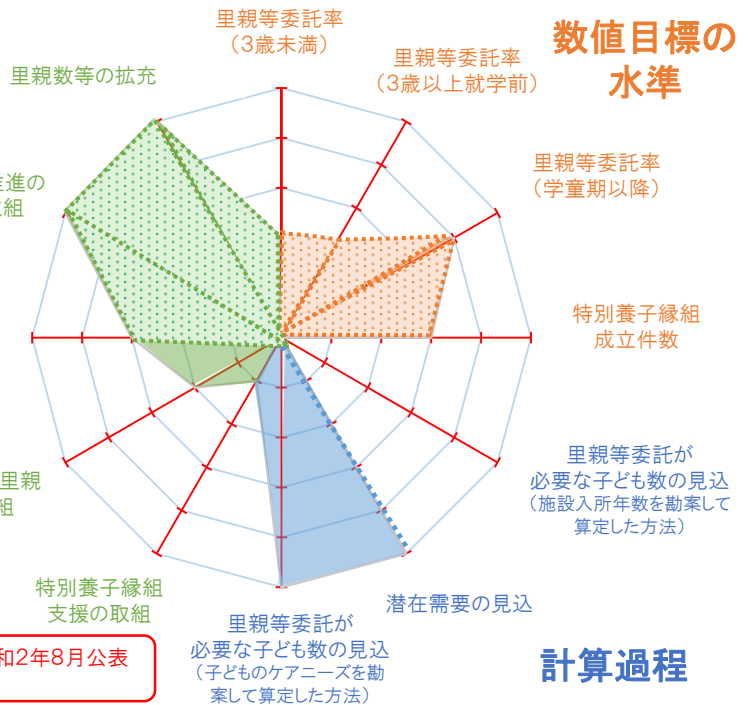 里親等委託率
（3歳未満）
数値目標の
水準
里親等委託率
（3歳以上就学前）
里親数等の拡充
里親等委託率
（学童期以降）
進の
組
特別養子縁組
成立件数
里親等委託が
必要な子ども数の見込
（施設入所年数を勘案して
算定した方法）
里親
組
特別養子縁組
支援の取組
潜在需要の見込
里親等委託が
必要な子ども数の見込
（子どものケアニーズを勘
案して算定した方法）
和2年8月公表
計算過程